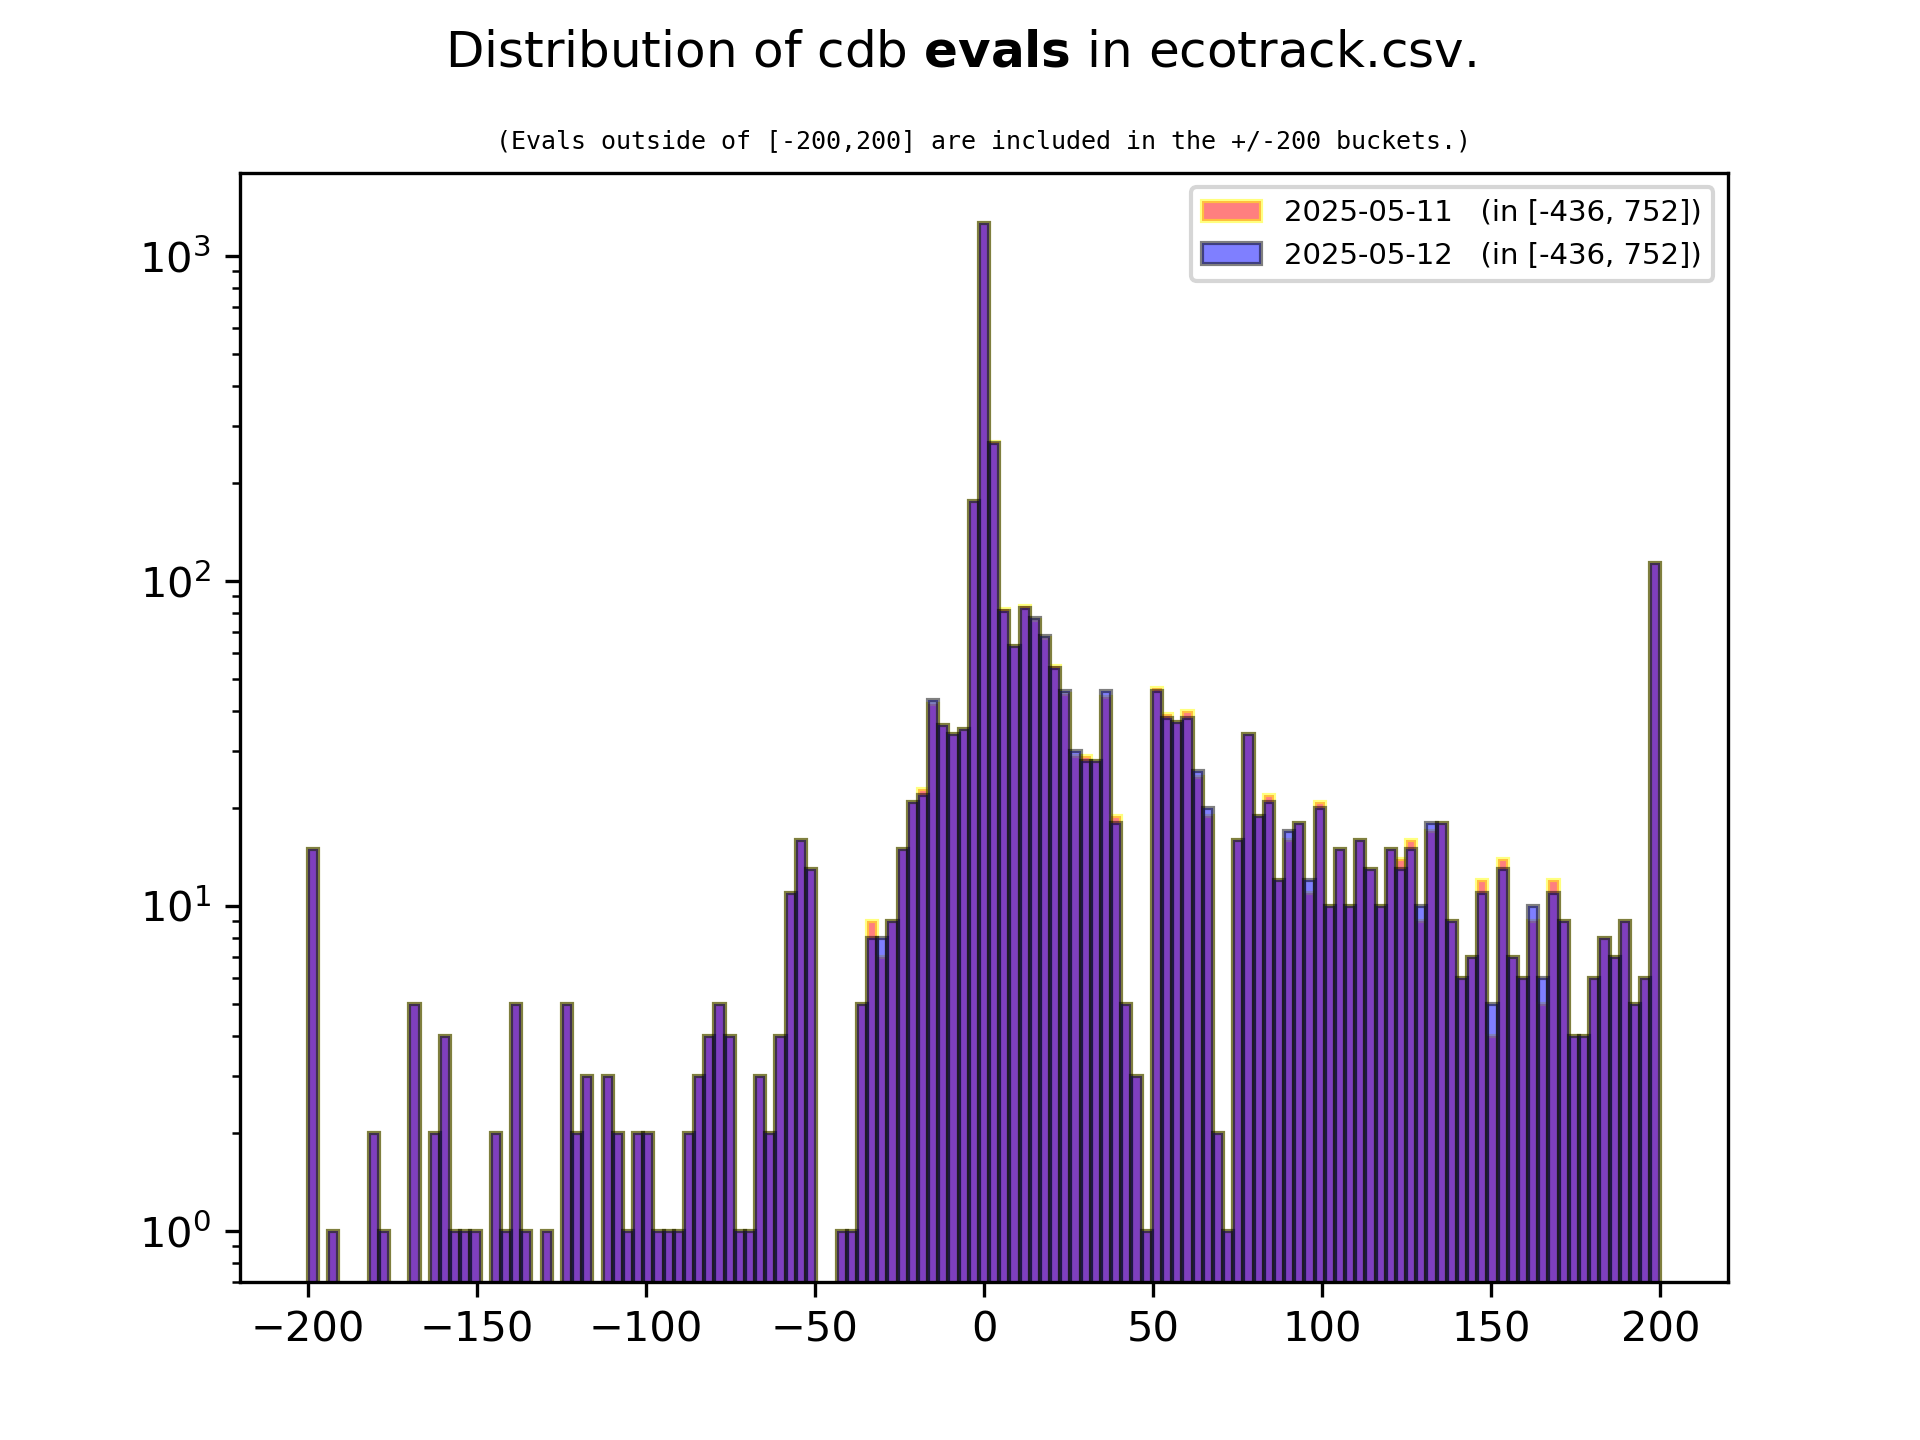 Distribution of cdb evals in ecotrack.csv.
(Evals outside of [-200,200] are included in the +/-200 buckets.)
2025-05-11 (in [-436, 752])
2025-05-12 (in [-436, 752])
10³
10²
10¹
10⁰
−200 −150 −100 −50 0 50 100 150 200